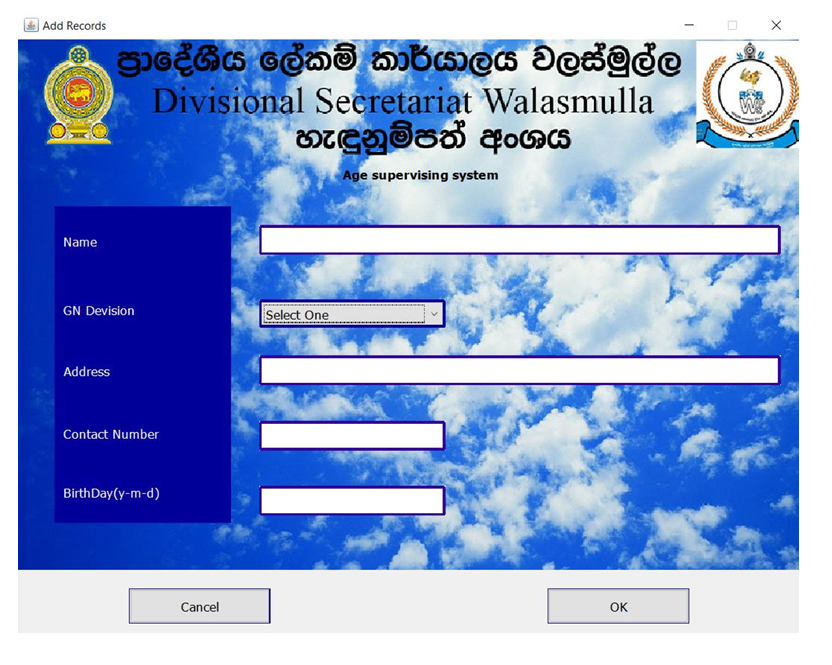 Add Records
ප්‍රාදේශීය ලේකම් කාර්යාලය වලස්මුල්ල
Divisional Secretariat Walasmulla
හැඳුනුම්පත් අංශය
Age supervising system
Name
GN Devision
Select One
Address
Contact Number
BirthDay(y-m-d)
Cancel
OK